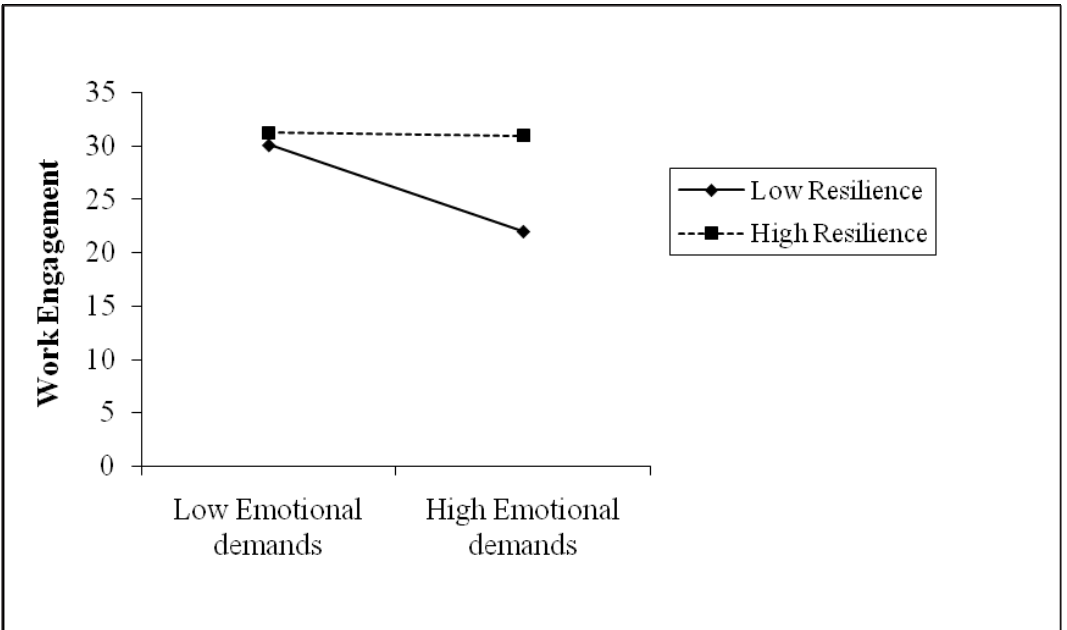 35
30
25
20
15
10
5
0
Work Engagement
Low Emotional
demands
High Emotional
demands
Low Resilience
High Resilience